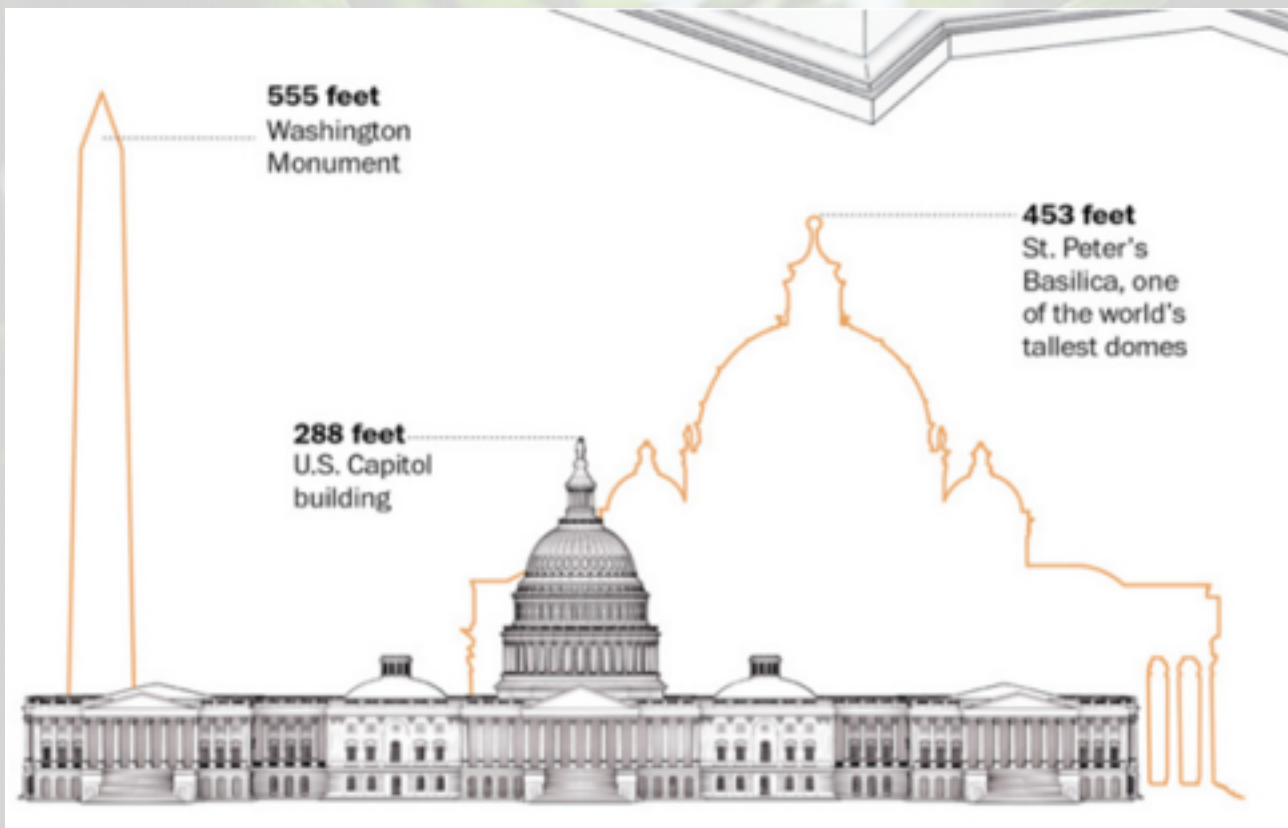 555 feet
Washington
Monument
453 feet
St. Peter's
Basilica, one
of the world's
tallest domes
288 feet
U.S. Capitol
building